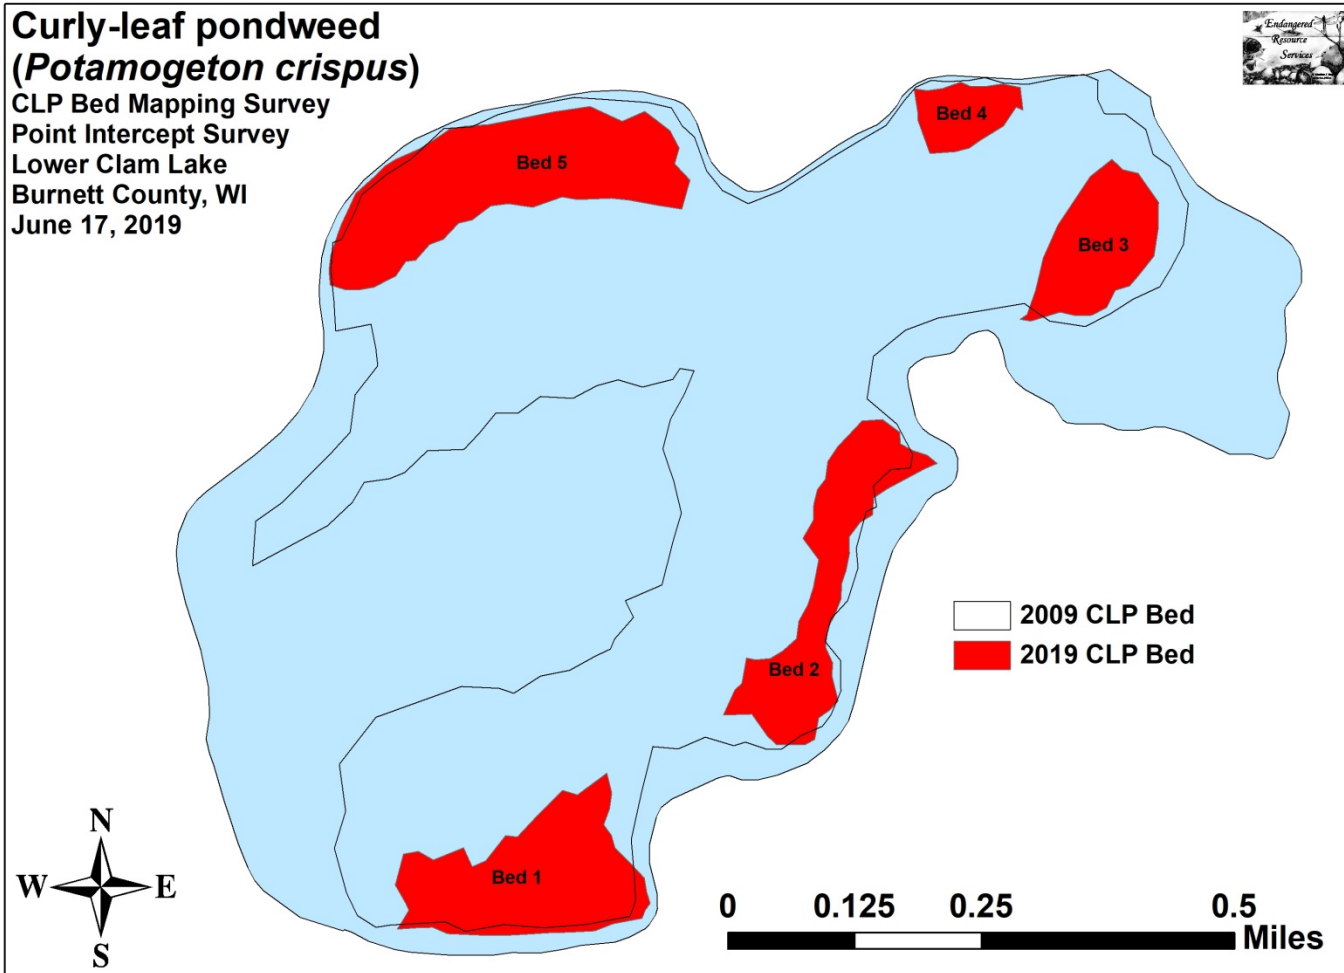 Curly-leaf pondweed
(Potamogeton crispus)
CLP Bed Mapping Survey
Point Intercept Survey
Lower Clam Lake
Burnett County, WI
June 17, 2019
Endangered
Resource
Services
Bed 4
Bed 5
Bed 3
2009 CLP Bed
2019 CLP Bed
Bed 2
Bed 1
N
W E
S
0 0.125 0.25 0.5
Miles